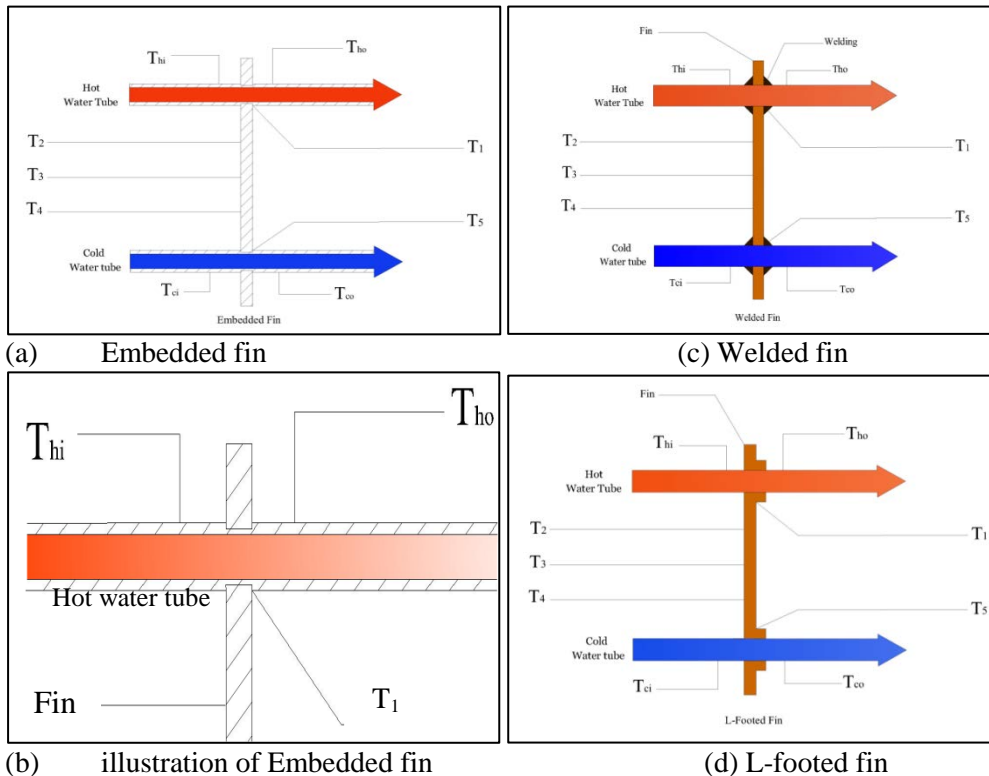 Thi
Tho
Hot
Water Tube
T2
T1
T3
T4
T5
Cold
Water tube
Tci
Tco
Embedded Fin
(a) Embedded fin
Fin
Welding
Thi
Tho
Hot
Water Tube
T2
T1
T3
T4
T5
Cold
Water tube
Tci
Tco
Welded Fin
(c) Welded fin
Thi
Tho
Hot water tube
Fin
T1
(b) illustration of Embedded fin
Fin
Thi
Tho
Hot
Water Tube
T2
T1
T3
T4
T5
Cold
Water tube
Tci
Tco
L-Footed Fin
(d) L-footed fin